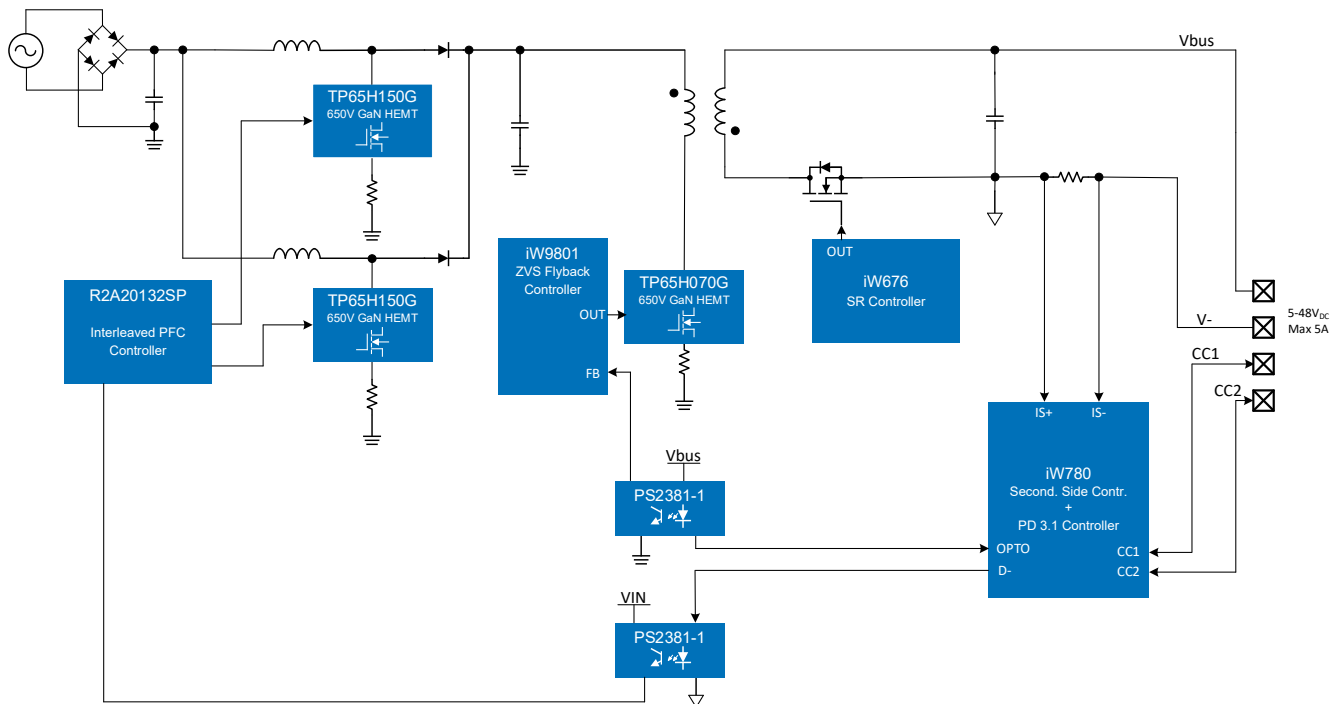 Vbus
TP65H150G
650V GaN HEMT
R2A20132SP
Interleaved PFC
Controller
TP65H150G
650V GaN HEMT
iW9801
ZVS Flyback
Controller
OUT
FB
TP65H070G
650V GaN HEMT
OUT
iW676
SR Controller
V-
5-48VDC
Max 5A
CC1
CC2
IS+
IS-
iW780
Second. Side Contr.
+
PD 3.1 Controller
OPTO
D-
CC1
CC2
Vbus
PS2381-1
VIN
PS2381-1